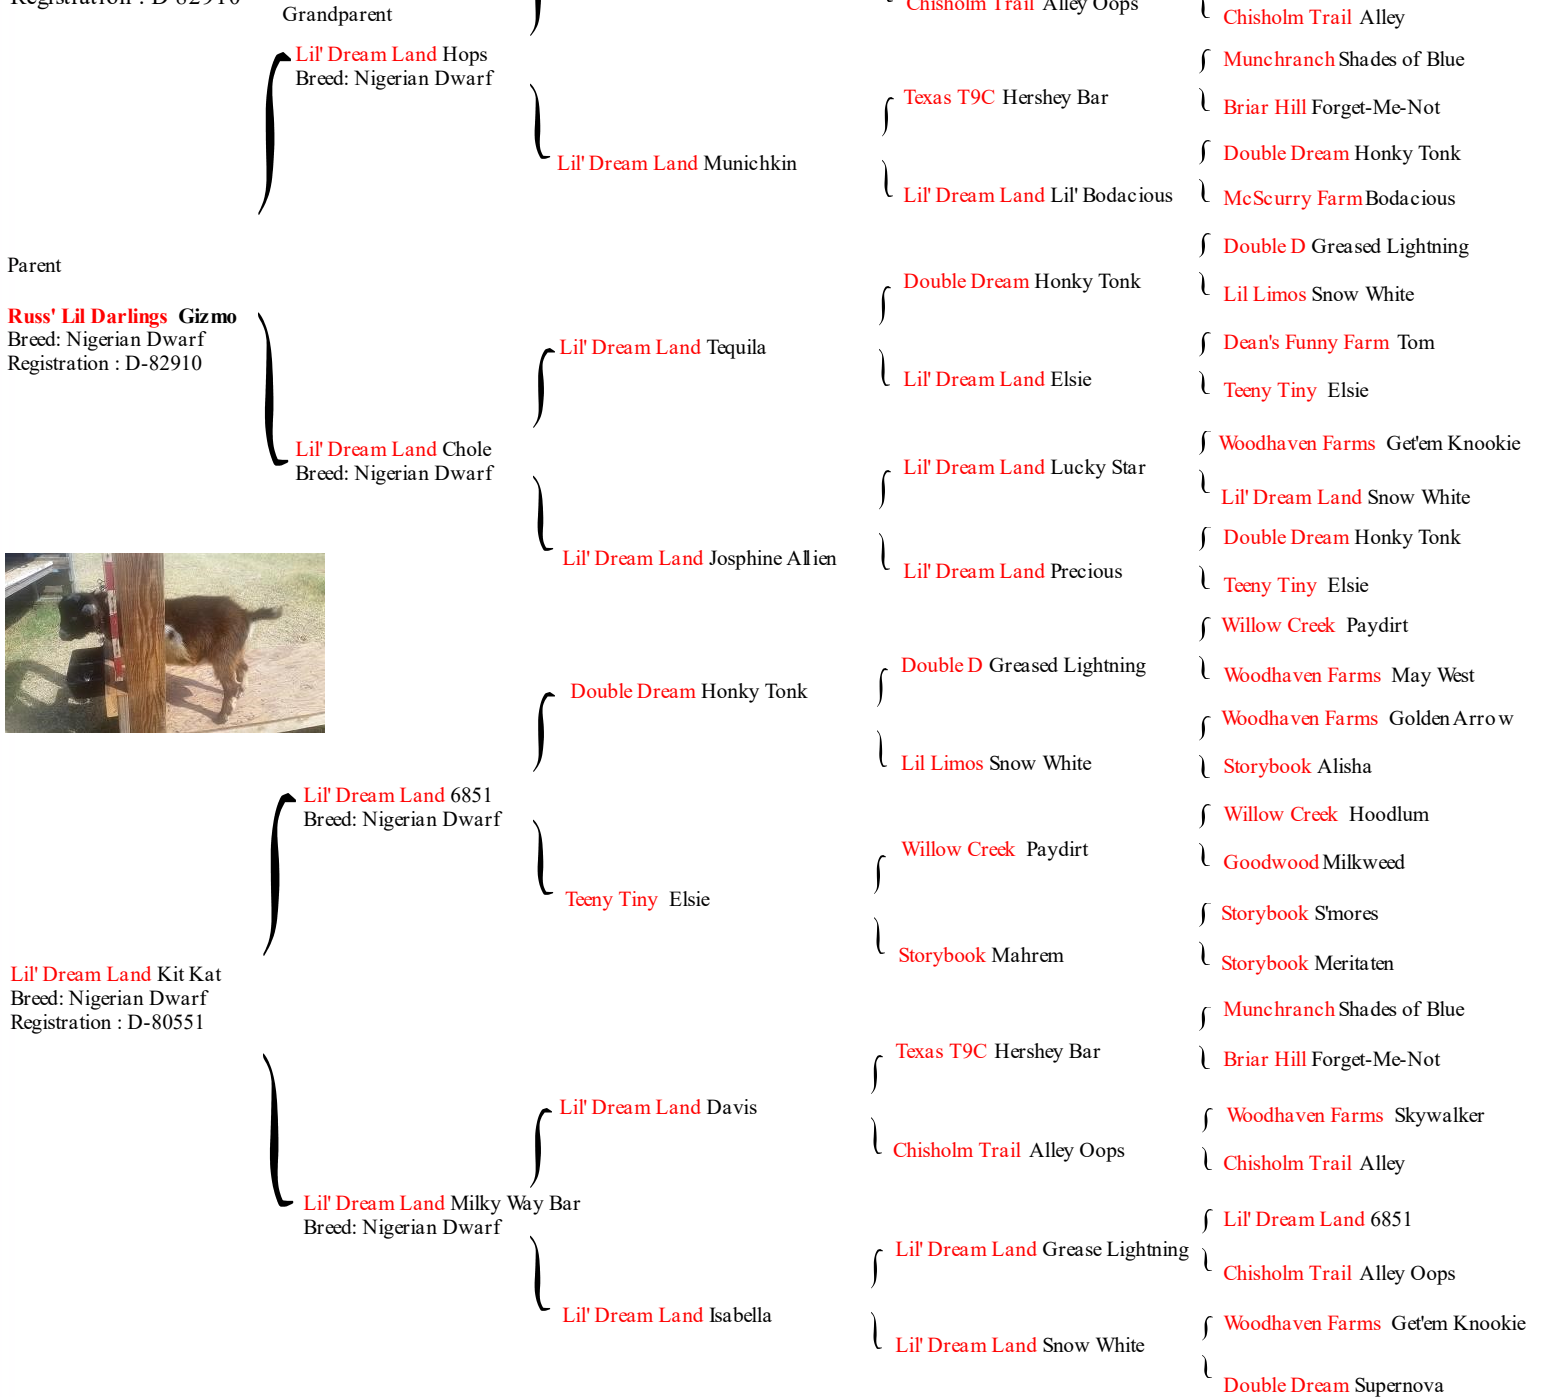 Registration : D-82910
Grandparent
Chisholm Trail Alley Oops
Chisholm Trail Alley
Lil' Dream Land Hops
Breed: Nigerian Dwarf
Munchranch Shades of Blue
Texas T9C Hershey Bar
Briar Hill Forget-Me-Not
Lil' Dream Land Munichkin
Double Dream Honky Tonk
Lil' Dream Land Lil' Bodacious
McScurry Farm Bodacious
Parent
Double D Greased Lightning
Double Dream Honky Tonk
Lil Limos Snow White
Russ' Lil Darlings Gizmo
Breed: Nigerian Dwarf
Registration : D-82910
Lil' Dream Land Tequila
Dean's Funny Farm Tom
Lil' Dream Land Elsie
Teeny Tiny Elsie
Lil' Dream Land Chole
Breed: Nigerian Dwarf
Woodhaven Farms Get'em Knookie
Lil' Dream Land Lucky Star
Lil' Dream Land Snow White
Lil' Dream Land Josphine Allien
Double Dream Honky Tonk
Lil' Dream Land Precious
Teeny Tiny Elsie
Willow Creek Paydirt
Double D Greased Lightning
Woodhaven Farms May West
Double Dream Honky Tonk
Woodhaven Farms Golden Arrow
Lil Limos Snow White
Storybook Alisha
Lil' Dream Land 6851
Breed: Nigerian Dwarf
Willow Creek Hoodlum
Willow Creek Paydirt
Goodwood Milkweed
Teeny Tiny Elsie
Storybook S'mores
Storybook Mahrem
Storybook Meritaten
Lil' Dream Land Kit Kat
Breed: Nigerian Dwarf
Registration : D-80551
Munchranch Shades of Blue
Texas T9C Hershey Bar
Briar Hill Forget-Me-Not
Lil' Dream Land Davis
Woodhaven Farms Skywalker
Chisholm Trail Alley Oops
Chisholm Trail Alley
Lil' Dream Land Milky Way Bar
Breed: Nigerian Dwarf
Lil' Dream Land 6851
Lil' Dream Land Grease Lightning
Chisholm Trail Alley Oops
Lil' Dream Land Isabella
Woodhaven Farms Get'em Knookie
Lil' Dream Land Snow White
Double Dream Supernova